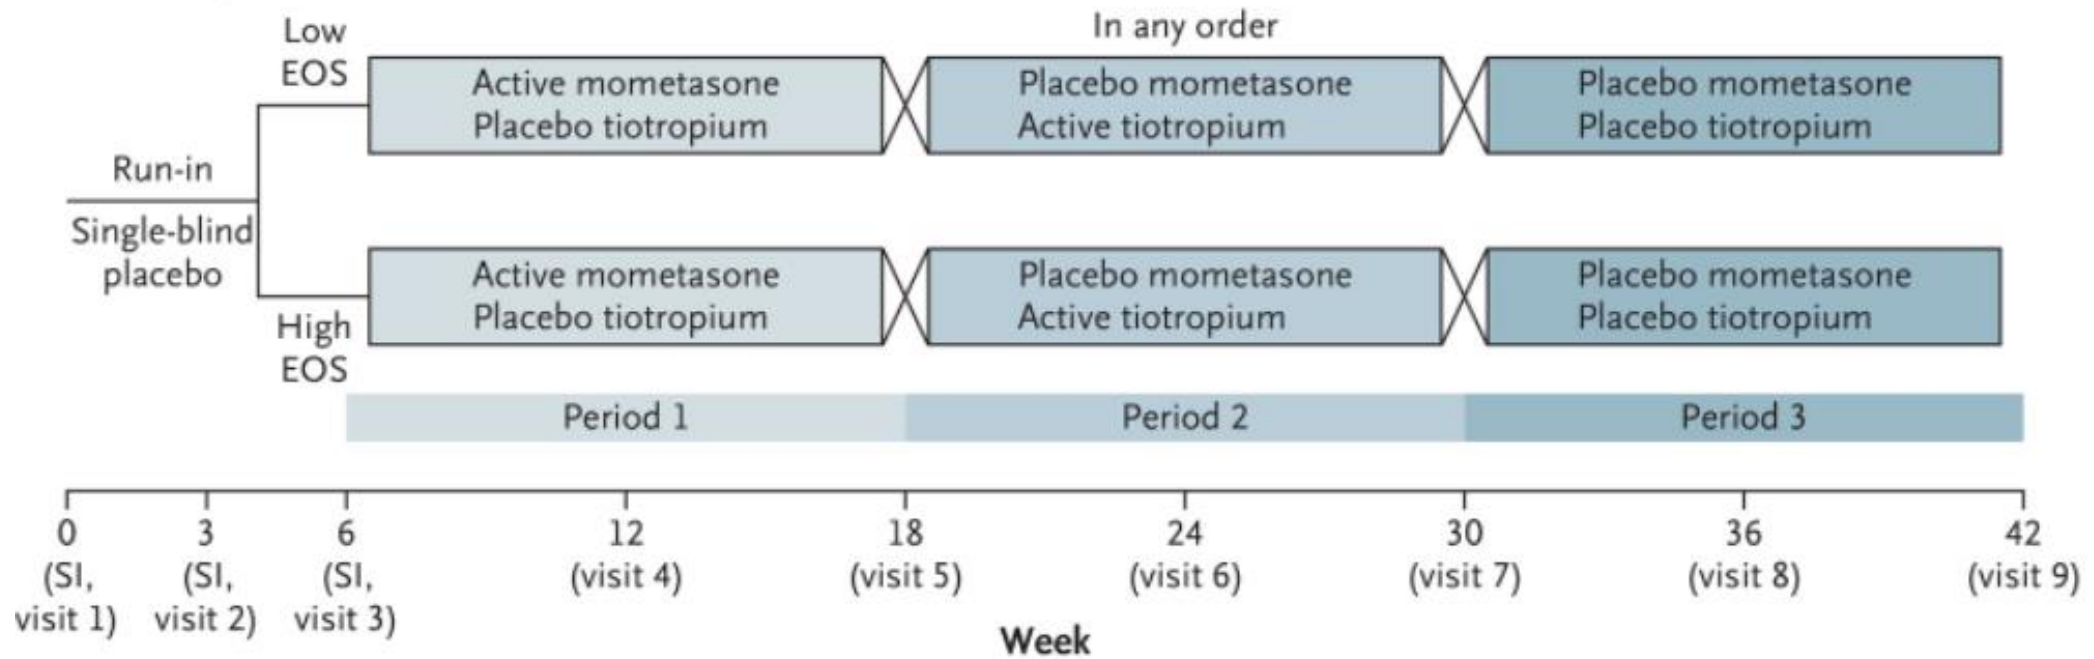 Low
EOS
In any order
Active mometasone
Placebo tiotropium
Placebo mometasone
Active tiotropium
Placebo mometasone
Placebo tiotropium
Run-in
Single-blind
placebo
Active mometasone
Placebo tiotropium
Placebo mometasone
Active tiotropium
Placebo mometasone
Placebo tiotropium
High
EOS
Period 1
Period 2
Period 3
0
(SI,
visit 1)
3
(SI,
visit 2)
6
(SI,
visit 3)
12
(visit 4)
18
(visit 5)
24
(visit 6)
30
(visit 7)
36
(visit 8)
42
(visit 9)
Week